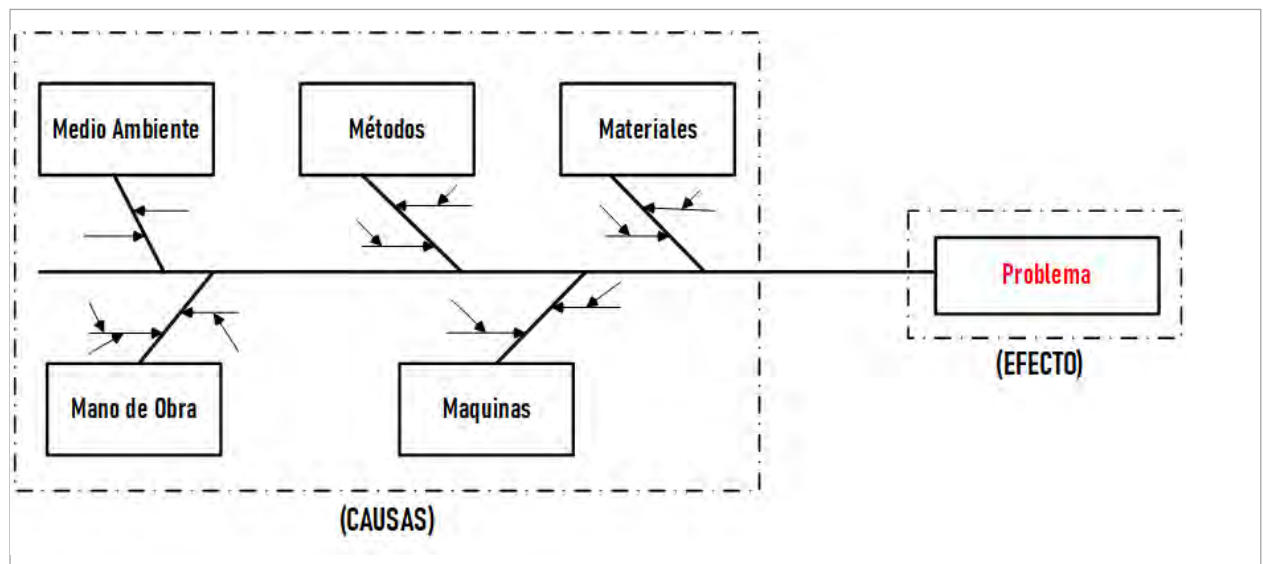 Medio Ambiente
Métodos
Materiales
Problema
(EFECTO)
Mano de Obra
Maquinas
(CAUSAS)